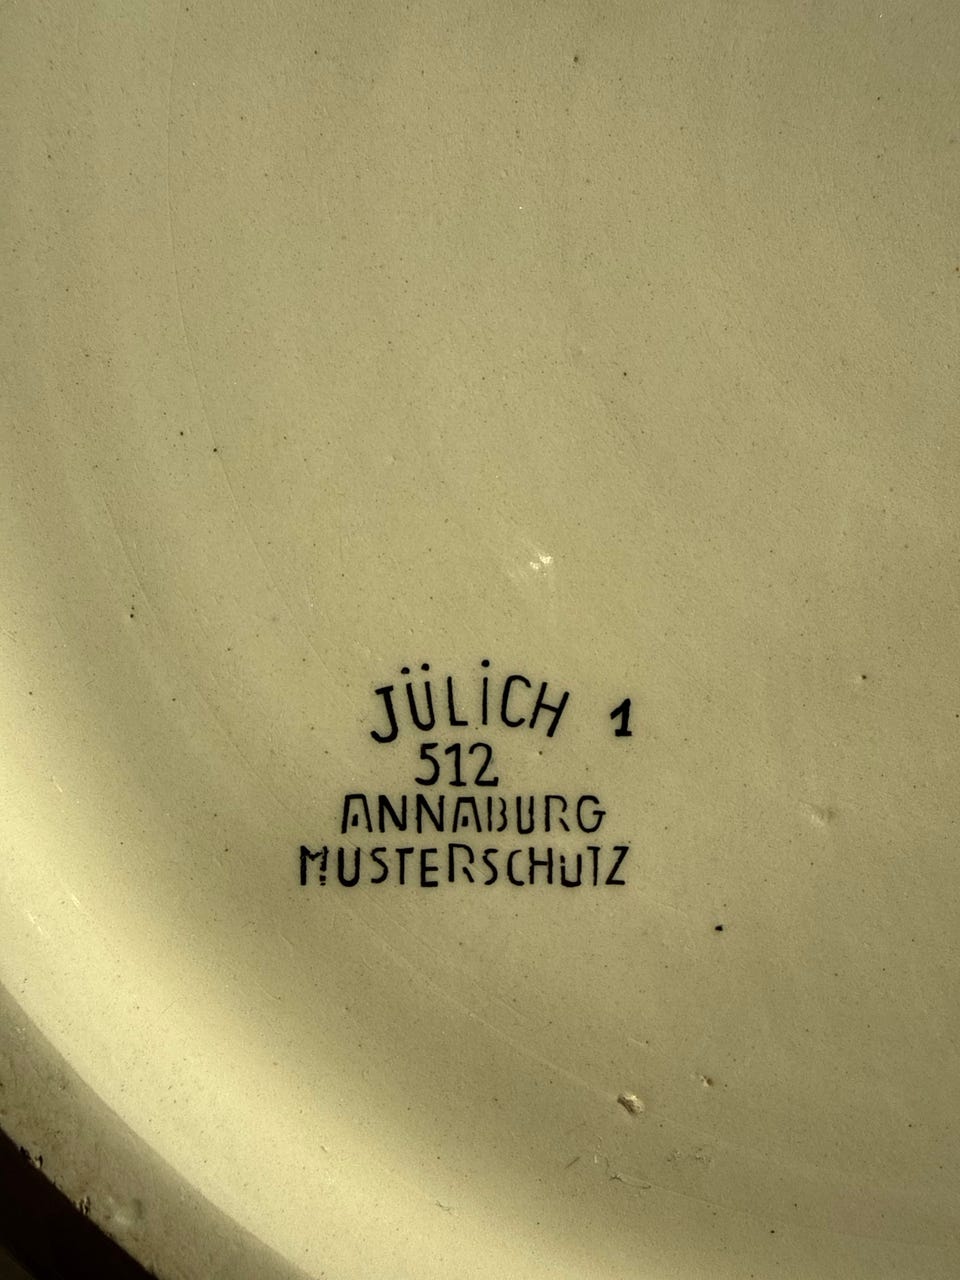 JÜLICH 1
512
ANNABURG
MUSTERSCHUTZ